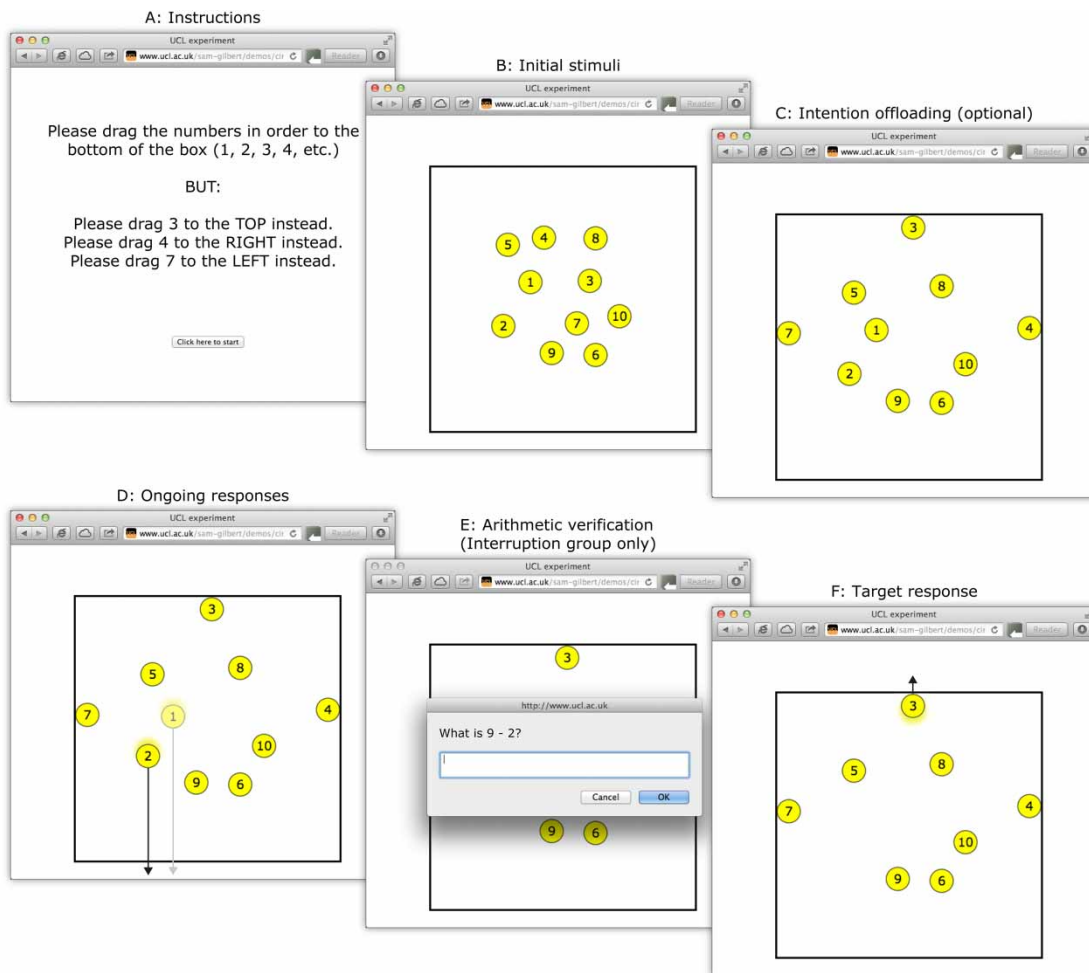 A: Instructions
UCL experiment
www.ucl.ac.uk/sam-gilbert/demos/cir
Reader
Please drag the numbers in order to the
bottom of the box (1, 2, 3, 4, etc.)
BUT:
Please drag 3 to the TOP instead.
Please drag 4 to the RIGHT instead.
Please drag 7 to the LEFT instead.
Click here to start
B: Initial stimuli
UCL experiment
www.ucl.ac.uk/sam-gilbert/demos/cir
Reader
5 4 8
1 3
2 7 10
9 6
C: Intention offloading (optional)
UCL experiment
www.ucl.ac.uk/sam-gilbert/demos/cir
Reader
3
5 8
7 1 4
2 10
9 6
D: Ongoing responses
UCL experiment
www.ucl.ac.uk/sam-gilbert/demos/cir
Reader
3
5 8
7 1 4
2 10
9 6
E: Arithmetic verification
(Interruption group only)
UCL experiment
www.ucl.ac.uk/sam-gilbert/demos/cir
Reader
3
http://www.ucl.ac.uk
What is 9 - 2?
Cancel OK
9 6
F: Target response
UCL experiment
www.ucl.ac.uk/sam-gilbert/demos/cir
Reader
3
5 8
7 4
10
9 6